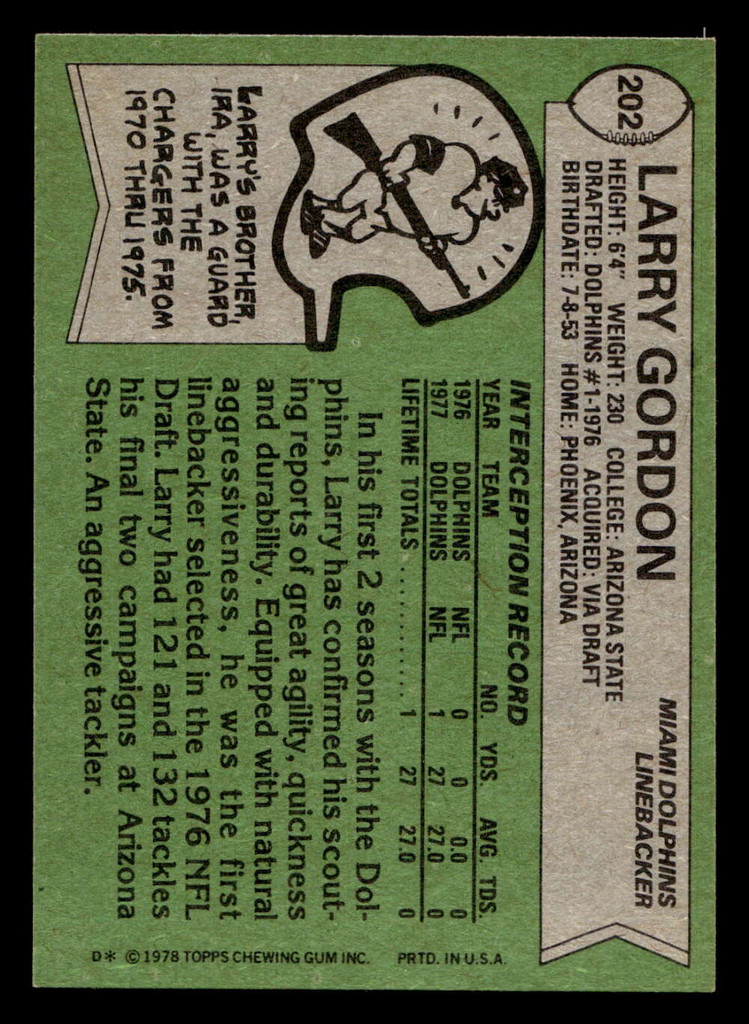 202
LARRY GORDON
MIAMI DOLPHINS
LINEBACKER
HEIGHT: 6'4" WEIGHT: 230 COLLEGE: ARIZONA STATE
DRAFTED: DOLPHINS #1-1976 ACQUIRED: VIA DRAFT
BIRTHDATE: 7-8-53 HOME: PHOENIX, ARIZONA
LARRY'S BROTHER,
IRA, WAS A GUARD
WITH THE
CHARGERS FROM
1970 THRU 1975.
INTERCEPTION RECORD
YEAR TEAM NO. YDS. AVG. TDS.
1976 DOLPHINS NFL 0 0 0.0 0
1977 DOLPHINS NFL 1 27 27.0 0
LIFETIME TOTALS ........... 1 27 27.0 0
In his first 2 seasons with the Dol-
phins, Larry has confirmed his scout-
ing reports of great agility, quickness
and durability. Equipped with natural
aggressiveness, he was the first
linebacker selected in the 1976 NFL
Draft. Larry had 121 and 132 tackles
his final two campaigns at Arizona
State. An aggressive tackler.
D* ©1978 TOPPS CHEWING GUM INC. PRTD. IN U.S.A.